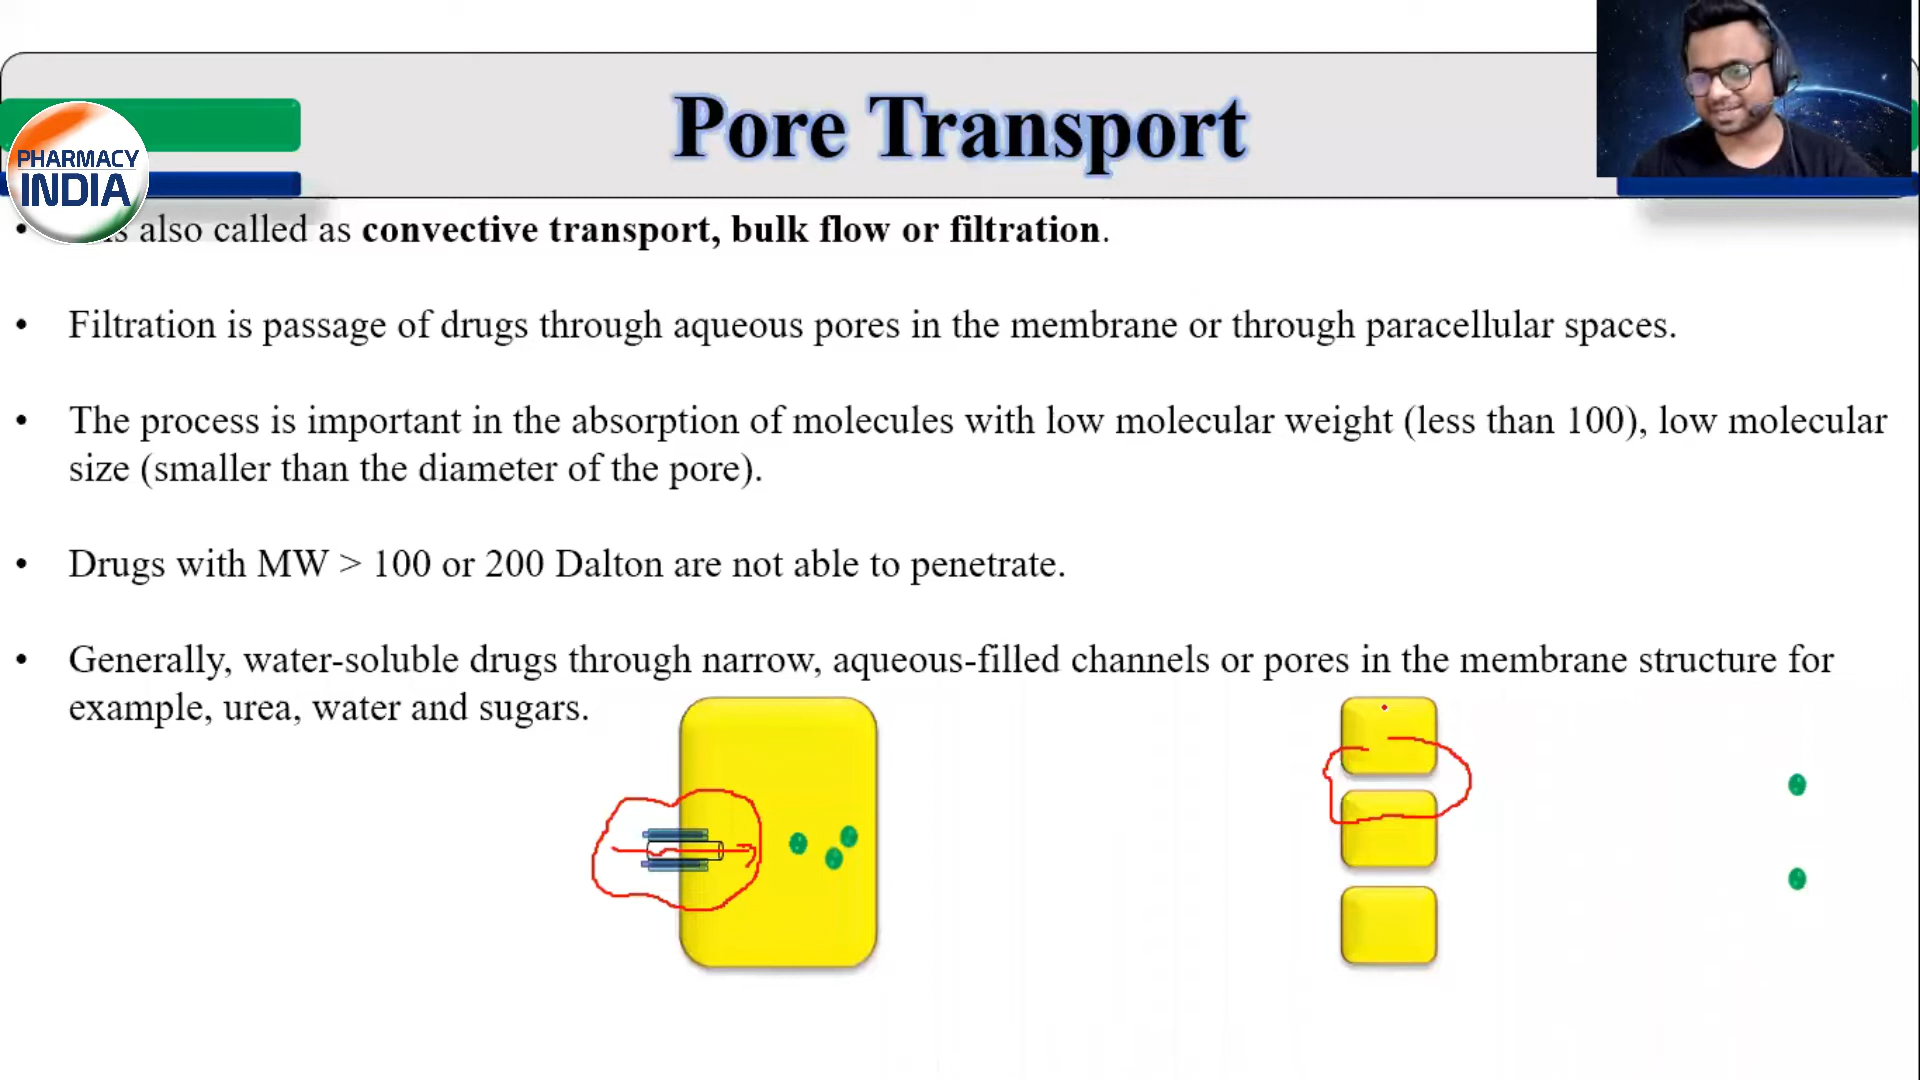 Pore Transport
PHARMACY
INDIA
• is also called as convective transport, bulk flow or filtration.
• Filtration is passage of drugs through aqueous pores in the membrane or through paracellular spaces.
• The process is important in the absorption of molecules with low molecular weight (less than 100), low molecular
size (smaller than the diameter of the pore).
• Drugs with MW > 100 or 200 Dalton are not able to penetrate.
• Generally, water-soluble drugs through narrow, aqueous-filled channels or pores in the membrane structure for
example, urea, water and sugars.